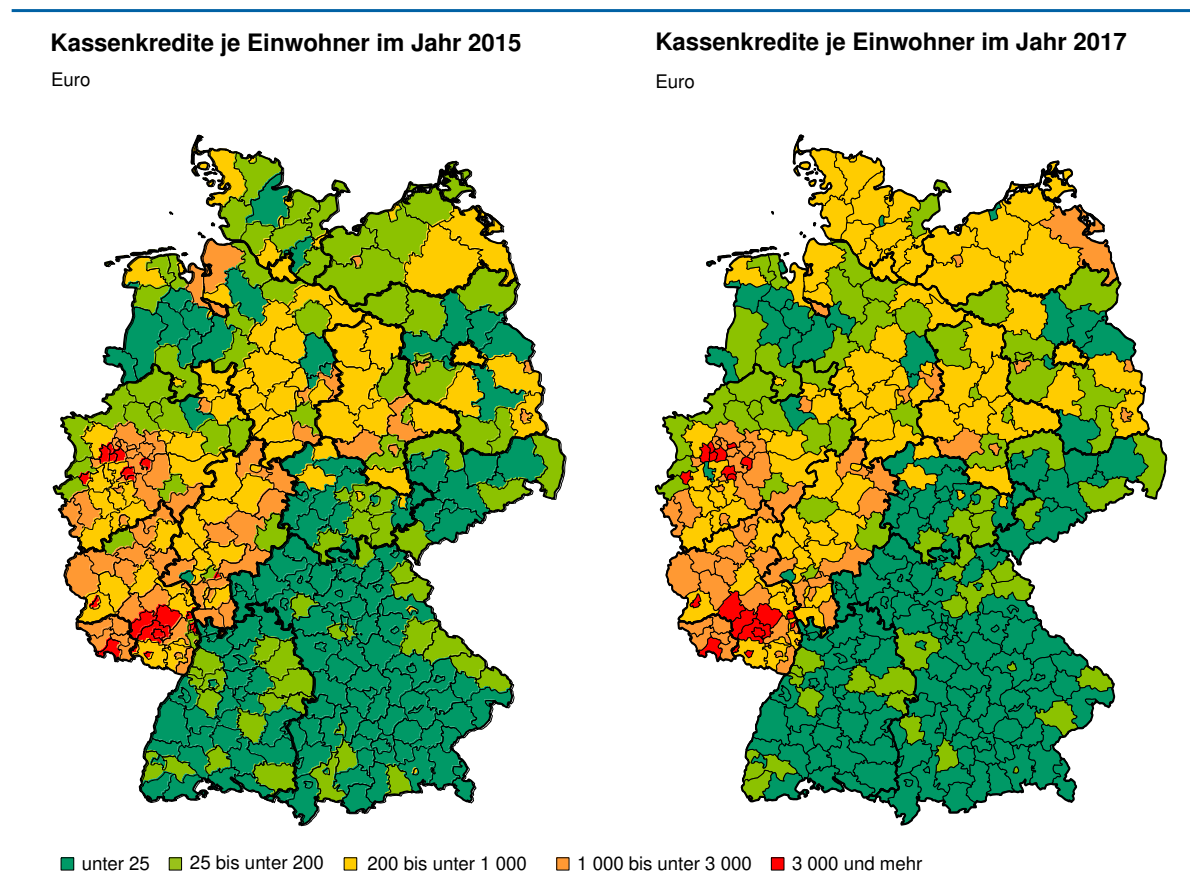 Kassenkredite je Einwohner im Jahr 2015
Euro
Kassenkredite je Einwohner im Jahr 2017
Euro
unter 25 25 bis unter 200 200 bis unter 1 000 1 000 bis unter 3 000 3 000 und mehr